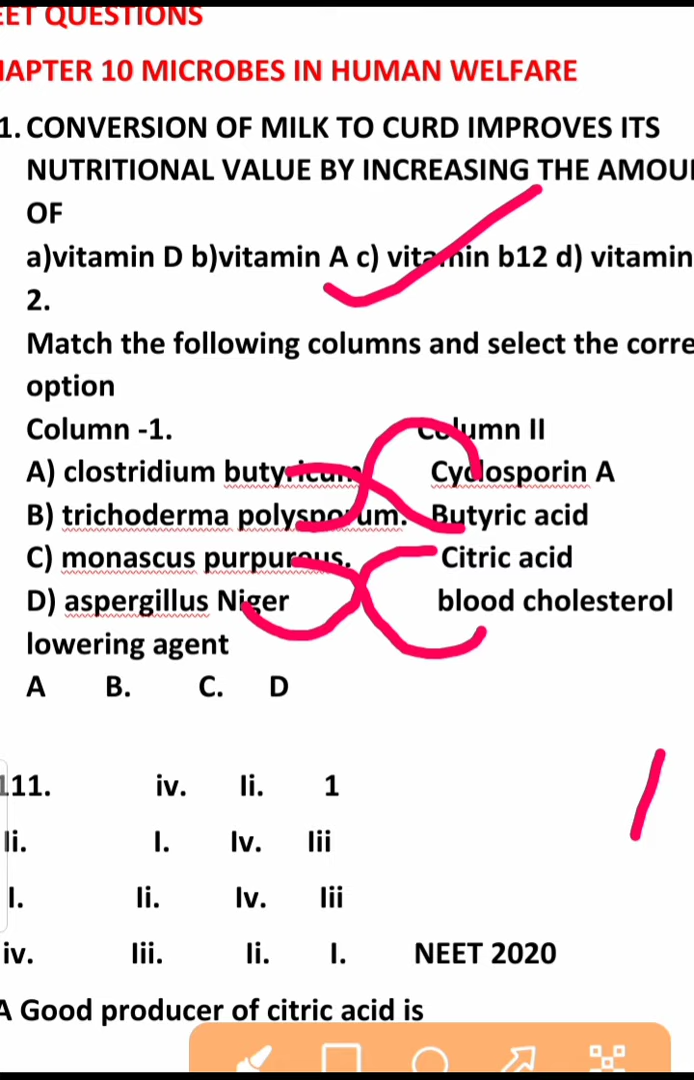 EET QUESTIONS
HAPTER 10 MICROBES IN HUMAN WELFARE
1. CONVERSION OF MILK TO CURD IMPROVES ITS
NUTRITIONAL VALUE BY INCREASING THE AMOU
OF
a)vitamin D b)vitamin A c) vitamin b12 d) vitamin
2.
Match the following columns and select the corre
option
Column -1. Column II
A) clostridium butyricum Cyclosporin A
B) trichoderma polysporum. Butyric acid
C) monascus purpureus. Citric acid
D) aspergillus Niger blood cholesterol
lowering agent
A B. C. D
111. iv. Ii. 1
Ii. I. Iv. Iii
I. Ii. Iv. Iii
iv. Iii. Ii. I. NEET 2020
A Good producer of citric acid is